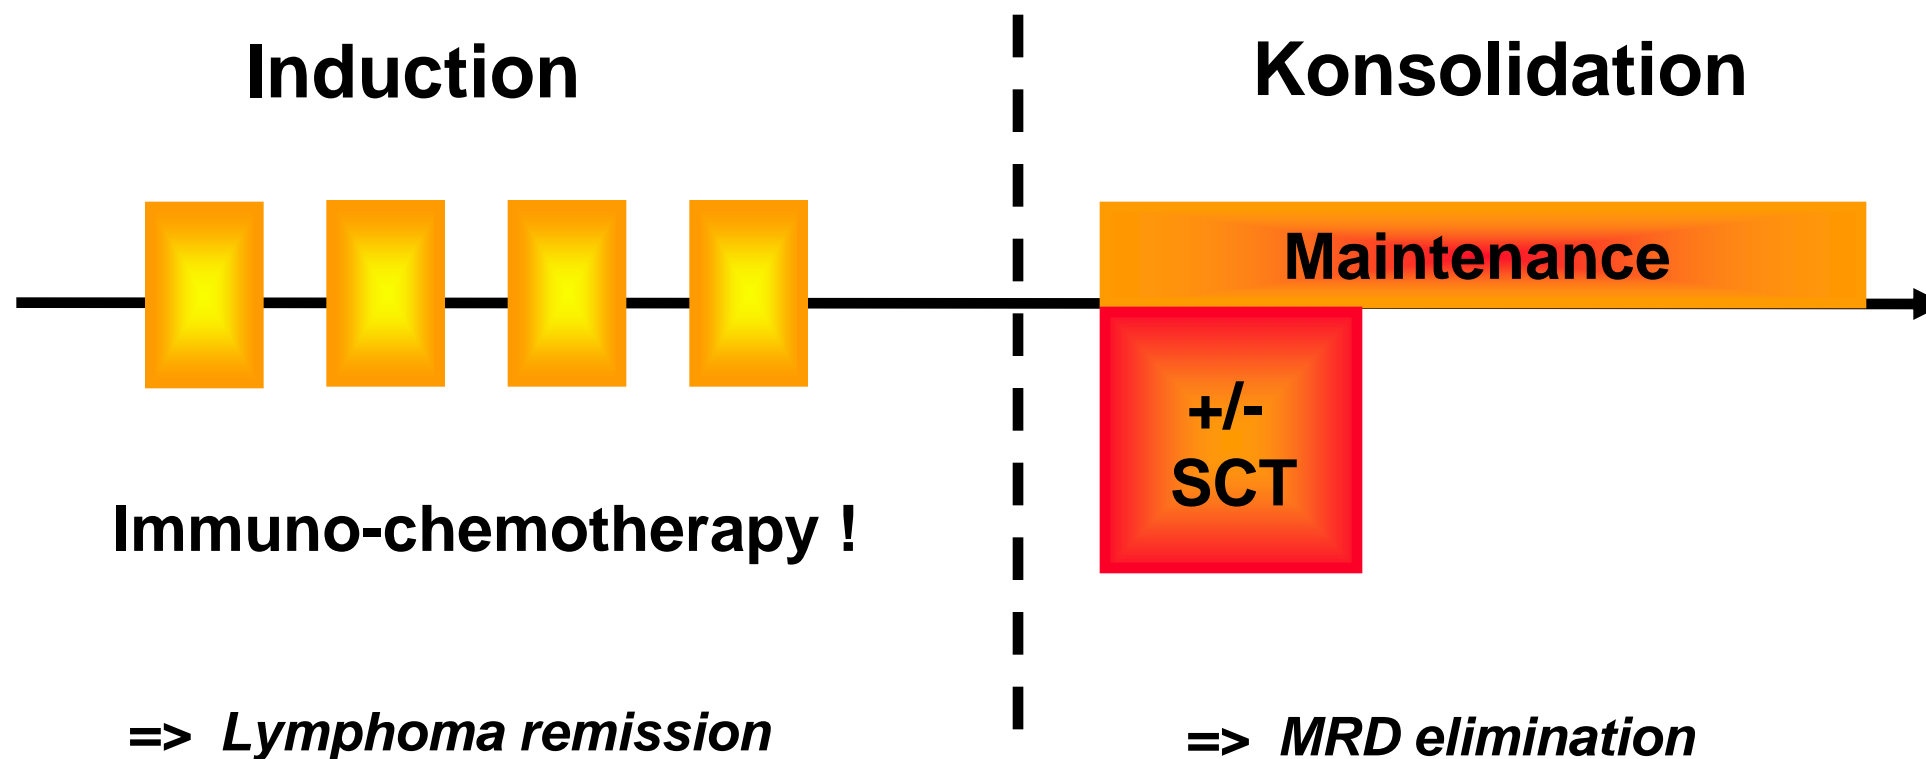 Induction
Konsolidation
Maintenance
+/-
SCT
Immuno-chemotherapy !
=> Lymphoma remission
=> MRD elimination